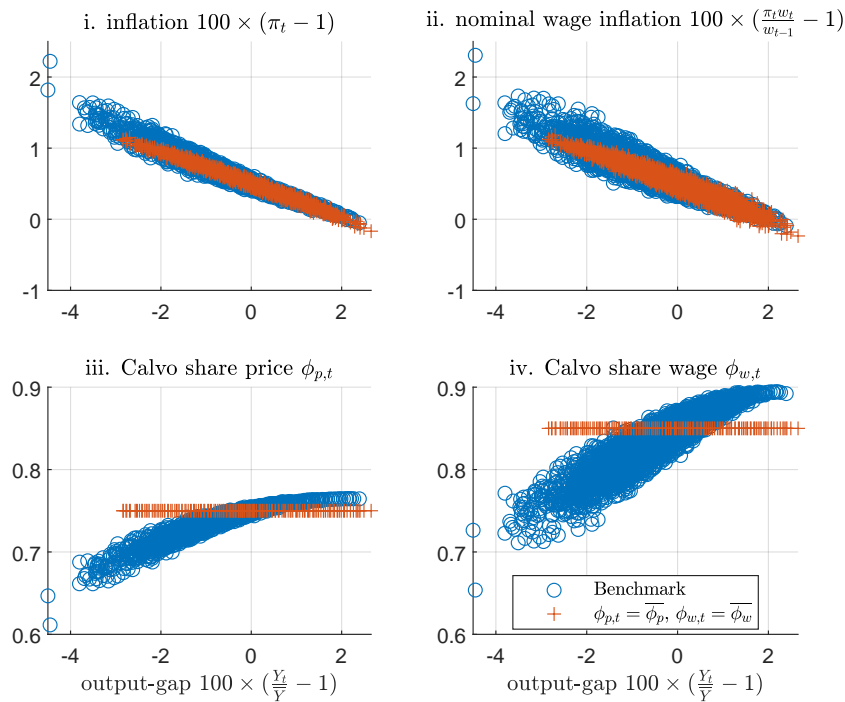 i. inflation 100 × (π_t − 1)
ii. nominal wage inflation 100 × (π_t w_t / w_{t−1} − 1)
2
1
0
-1
-4 -2 0 2
2
1
0
-1
-4 -2 0 2
iii. Calvo share price ϕ_{p,t}
iv. Calvo share wage ϕ_{w,t}
0.9
0.8
0.7
0.6
-4 -2 0 2
output-gap 100 × (Y_t / Y̅ − 1)
0.9
0.8
0.7
0.6
Benchmark
ϕ_{p,t} = \overline{ϕ_p}, ϕ_{w,t} = \overline{ϕ_w}
-4 -2 0 2
output-gap 100 × (Y_t / Y̅ − 1)